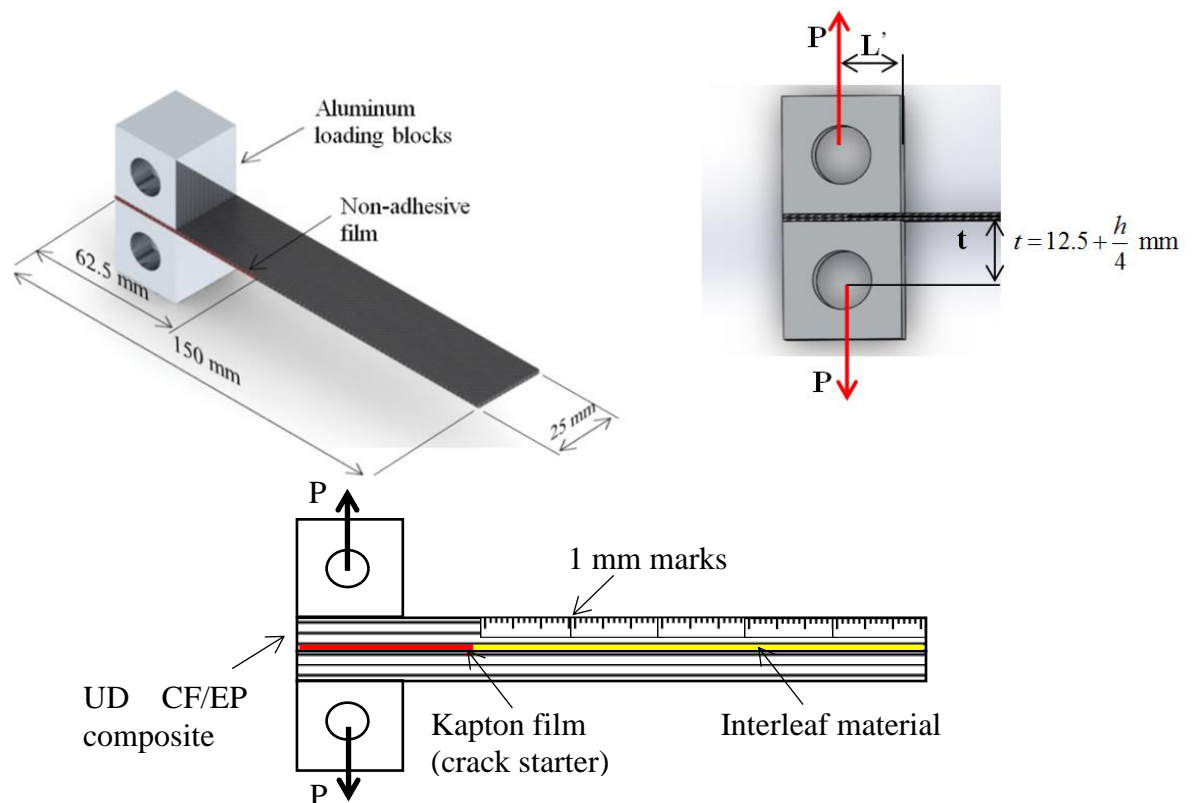 Aluminum
loading blocks
Non-adhesive
film
62.5 mm
150 mm
25 mm
P
L’
t
t = 12.5 + h/4 mm
P
P
1 mm marks
UD CF/EP
composite
Kapton film
(crack starter)
Interleaf material
P